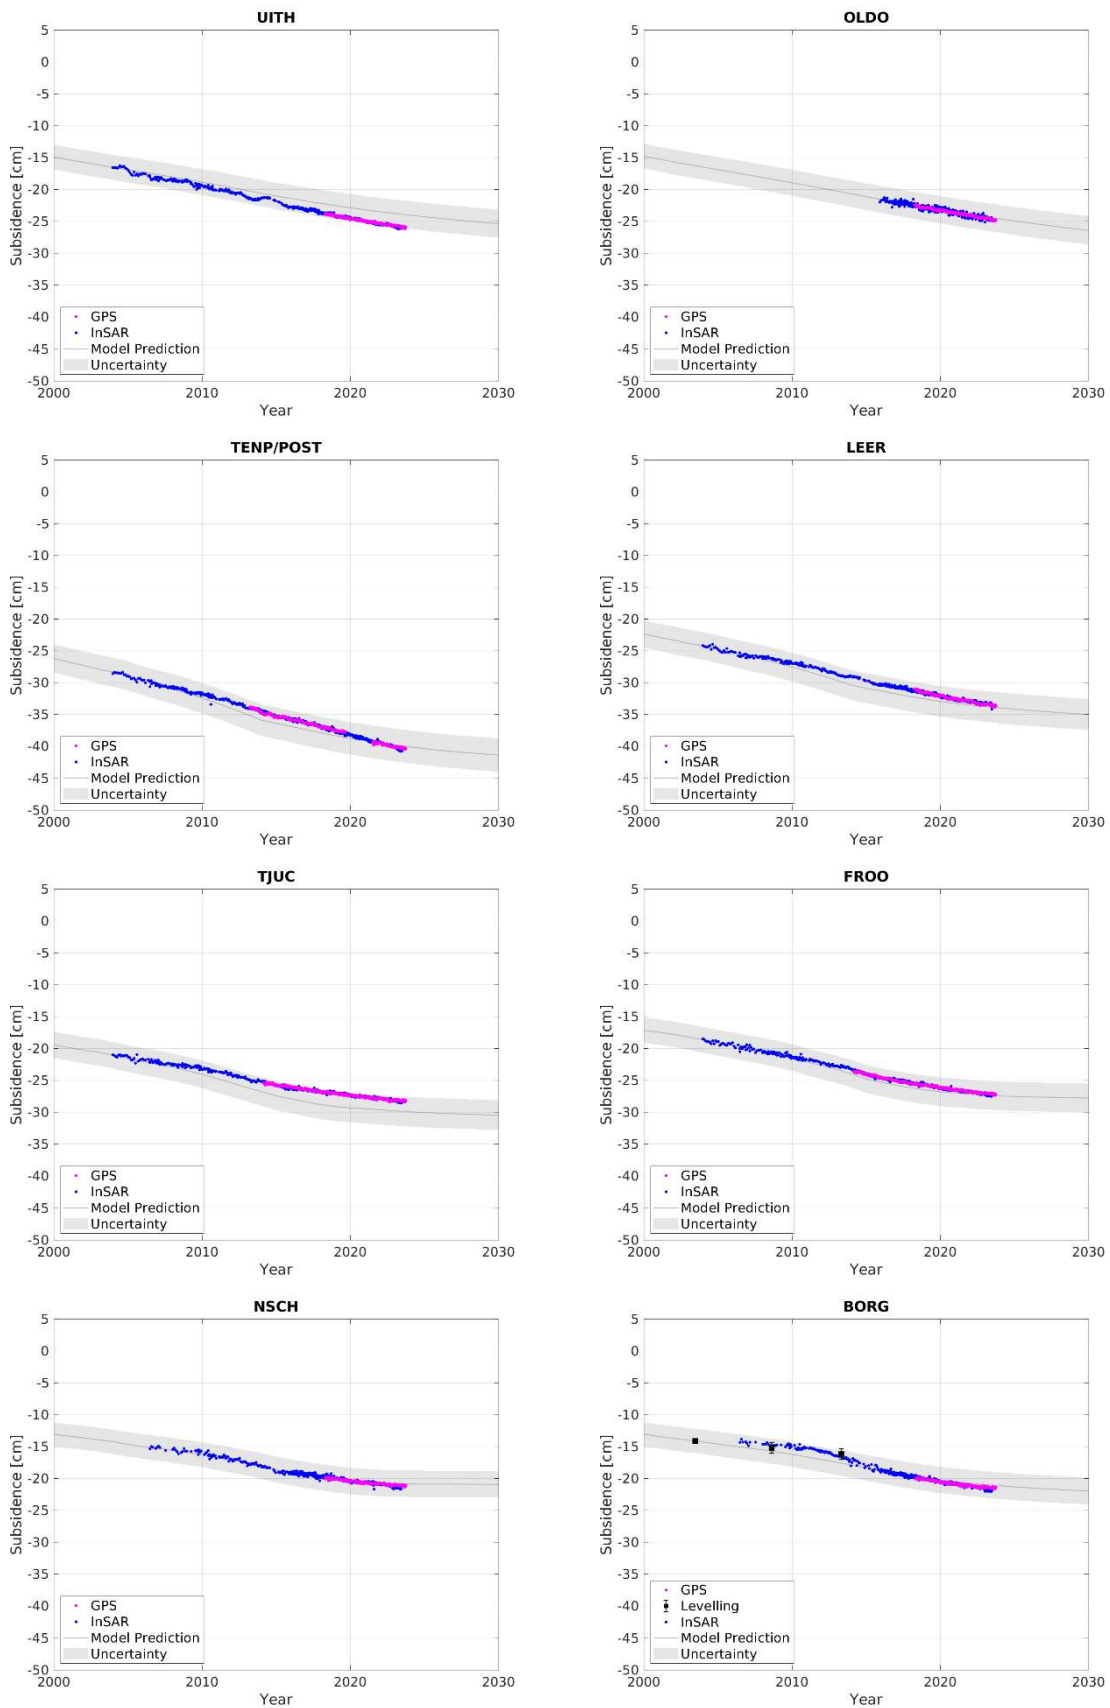 UITH
5
0
-5
-10
-15
-20
-25
-30
-35
-40
-45
-50
Subsidence [cm]
GPS
InSAR
Model Prediction
Uncertainty
2000 2010 2020 2030
Year
OLDO
5
0
-5
-10
-15
-20
-25
-30
-35
-40
-45
-50
Subsidence [cm]
GPS
InSAR
Model Prediction
Uncertainty
2000 2010 2020 2030
Year
TENP/POST
5
0
-5
-10
-15
-20
-25
-30
-35
-40
-45
-50
Subsidence [cm]
GPS
InSAR
Model Prediction
Uncertainty
2000 2010 2020 2030
Year
LEER
5
0
-5
-10
-15
-20
-25
-30
-35
-40
-45
-50
Subsidence [cm]
GPS
InSAR
Model Prediction
Uncertainty
2000 2010 2020 2030
Year
TJUC
5
0
-5
-10
-15
-20
-25
-30
-35
-40
-45
-50
Subsidence [cm]
GPS
InSAR
Model Prediction
Uncertainty
2000 2010 2020 2030
Year
FROO
5
0
-5
-10
-15
-20
-25
-30
-35
-40
-45
-50
Subsidence [cm]
GPS
InSAR
Model Prediction
Uncertainty
2000 2010 2020 2030
Year
NSCH
5
0
-5
-10
-15
-20
-25
-30
-35
-40
-45
-50
Subsidence [cm]
GPS
InSAR
Model Prediction
Uncertainty
2000 2010 2020 2030
Year
BORG
5
0
-5
-10
-15
-20
-25
-30
-35
-40
-45
-50
Subsidence [cm]
GPS
Levelling
InSAR
Model Prediction
Uncertainty
2000 2010 2020 2030
Year